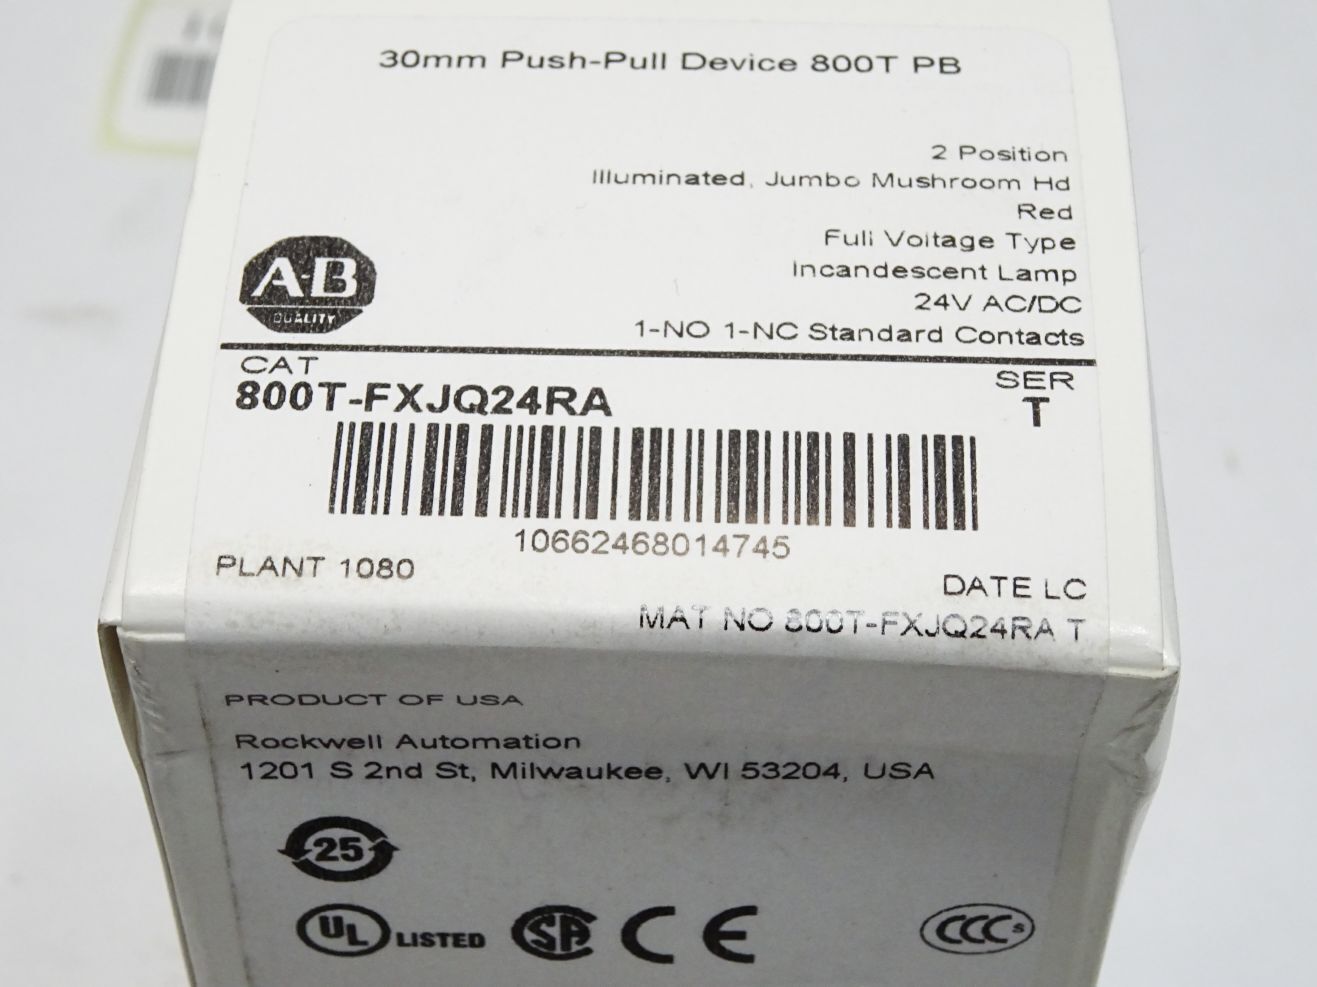 30mm Push-Pull Device 800T PB
2 Position
Illuminated, Jumbo Mushroom Hd
Red
Full Voltage Type
Incandescent Lamp
24V AC/DC
1-NO 1-NC Standard Contacts
A-B
QUALITY
CAT
800T-FXJQ24RA
SER
T
10662468014745
PLANT 1080
DATE LC
MAT NO 800T-FXJQ24RA T
PRODUCT OF USA
Rockwell Automation
1201 S 2nd St, Milwaukee, WI 53204, USA
25
UL LISTED SA CE CCC S